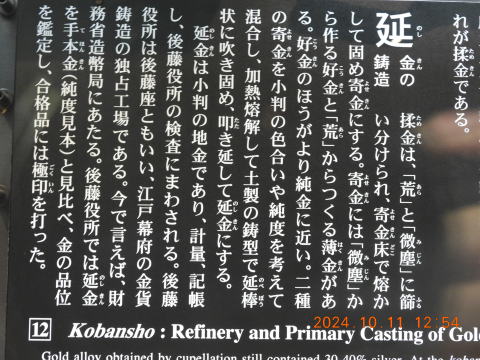 れが揉金である。
延金の
鋳造
揉金は、「荒」と「微塵」に篩
い分けられ、寄金床で熔か
して固め寄金にする。寄金には「微塵」か
ら作る好金と「荒」からつくる薄金があ
る。好金のほうがより純金に近い。二種
の寄金を小判の色合いや純度を考えて
混合し、加熱熔解して土製の鋳型で延棒
状に吹き固め、叩き延して延金にする。
延金は小判の地金であり、計量、記帳
し、後藤役所の検査にまわされる。後藤
役所は後藤座ともいい、江戸幕府の金貨
鋳造の独占工場である。今で言えば、財
務省造幣局にあたる。後藤役所では延金
を手本金(純度見本)と見比べ、金の品位
を鑑定し、合格品には極印を打った。
12 Kobansho : Refinery and Primary Casting of Gol
Gold alloy obtained by cupellation still contained 30-40% silver. At the koban
2024.10.11 12:54